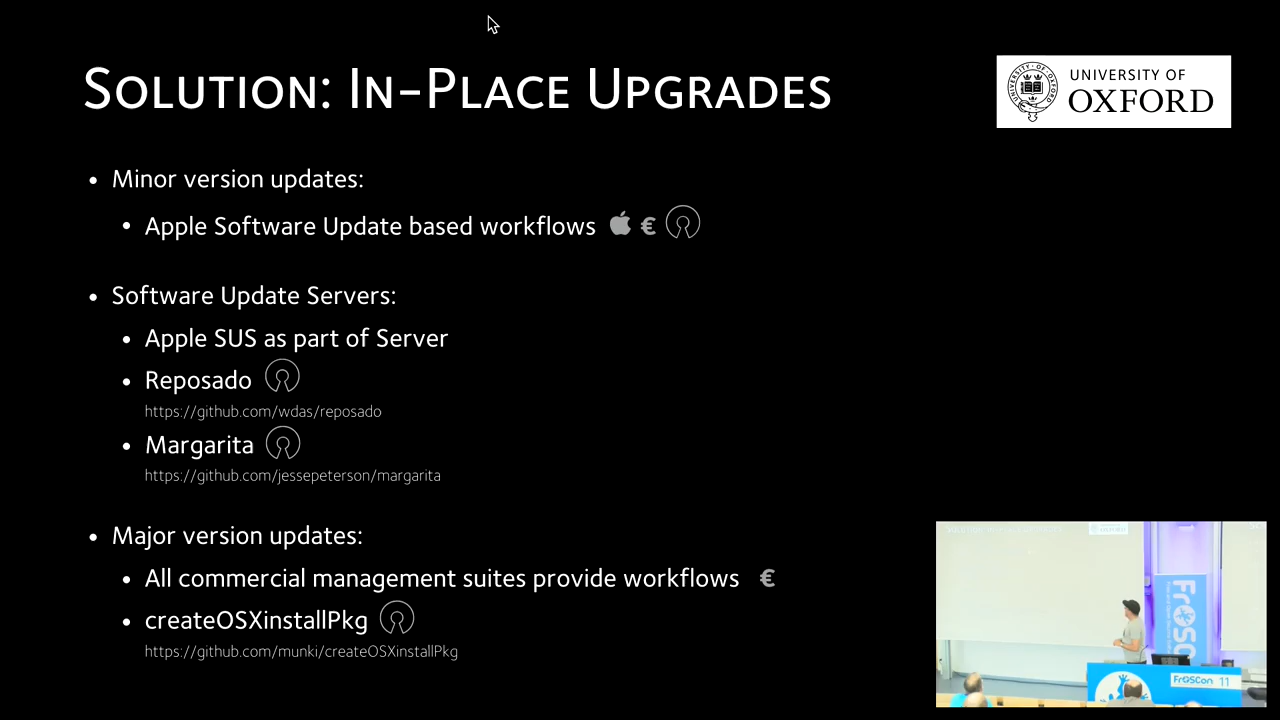 Solution: In-Place Upgrades
UNIVERSITY OF
OXFORD
• Minor version updates:
• Apple Software Update based workflows €
• Software Update Servers:
• Apple SUS as part of Server
• Reposado
https://github.com/wdas/reposado
• Margarita
https://github.com/jessepeterson/margarita
• Major version updates:
• All commercial management suites provide workflows €
• createOSXinstallPkg
https://github.com/munki/createOSXinstallPkg
FrOSC
FrOSCon 11